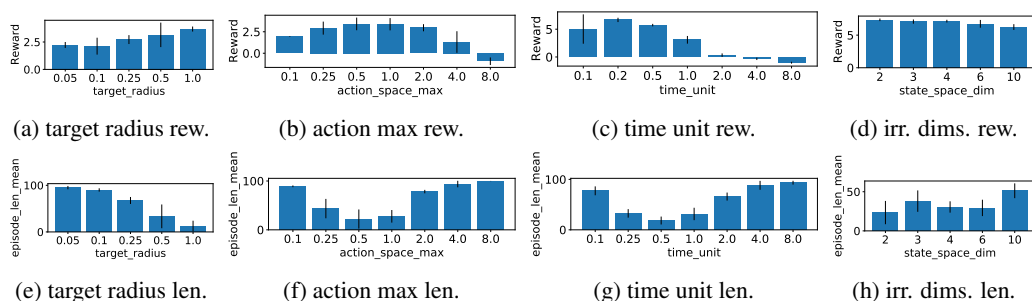 Reward
2.5
0.0
0.05 0.1 0.25 0.5 1.0
target_radius
(a) target radius rew.
Reward
2.5
0.0
0.1 0.25 0.5 1.0 2.0 4.0 8.0
action_space_max
(b) action max rew.
Reward
5
0
0.1 0.2 0.5 1.0 2.0 4.0 8.0
time_unit
(c) time unit rew.
Reward
5
0
2 3 4 6 10
state_space_dim
(d) irr. dims. rew.
episode_len_mean
100
0
0.05 0.1 0.25 0.5 1.0
target_radius
(e) target radius len.
episode_len_mean
100
0
0.1 0.25 0.5 1.0 2.0 4.0 8.0
action_space_max
(f) action max len.
episode_len_mean
100
0
0.1 0.25 0.5 1.0 2.0 4.0 8.0
time_unit
(g) time unit len.
episode_len_mean
50
0
2 3 4 6 10
state_space_dim
(h) irr. dims. len.